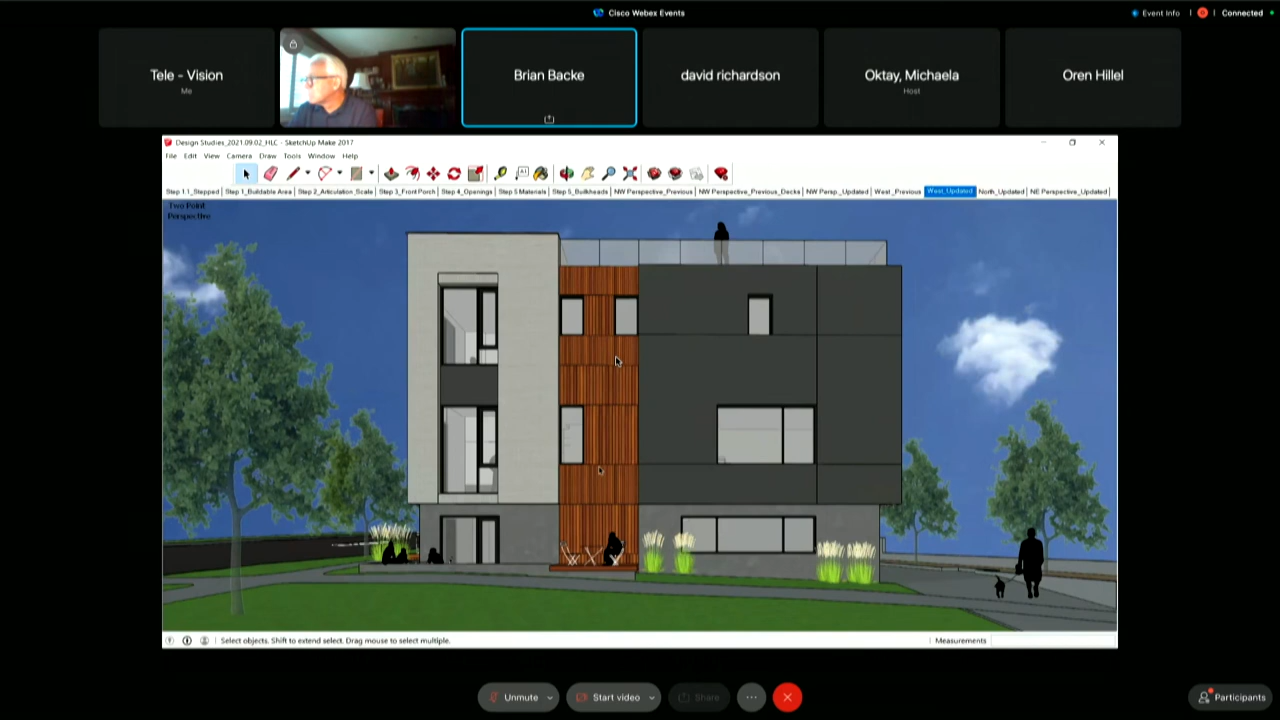 Cisco Webex Events
Event Info
Connected
Tele - Vision
Me
Brian Backe
david richardson
Oktay, Michaela
Host
Oren Hillel
Design Studies_2021.09.02_HLC - SketchUp Make 2017
File Edit View Camera Draw Tools Window Help
Step 1.1_Stepped Step 1_Buildable Area Step 2_Articulation_Scale Step 3_Front Porch Step 4_Openings Step 5 Materials Step 5_Bulkheads NW Perspective_Previous NW Perspective_Previous_Decks NW Persp._Updated West_Previous West_Updated North_Updated NE Perspective_Updated
Two Point
Perspective
Select objects. Shift to extend select. Drag mouse to select multiple.
Measurements
Unmute
Start video
Share
Participants